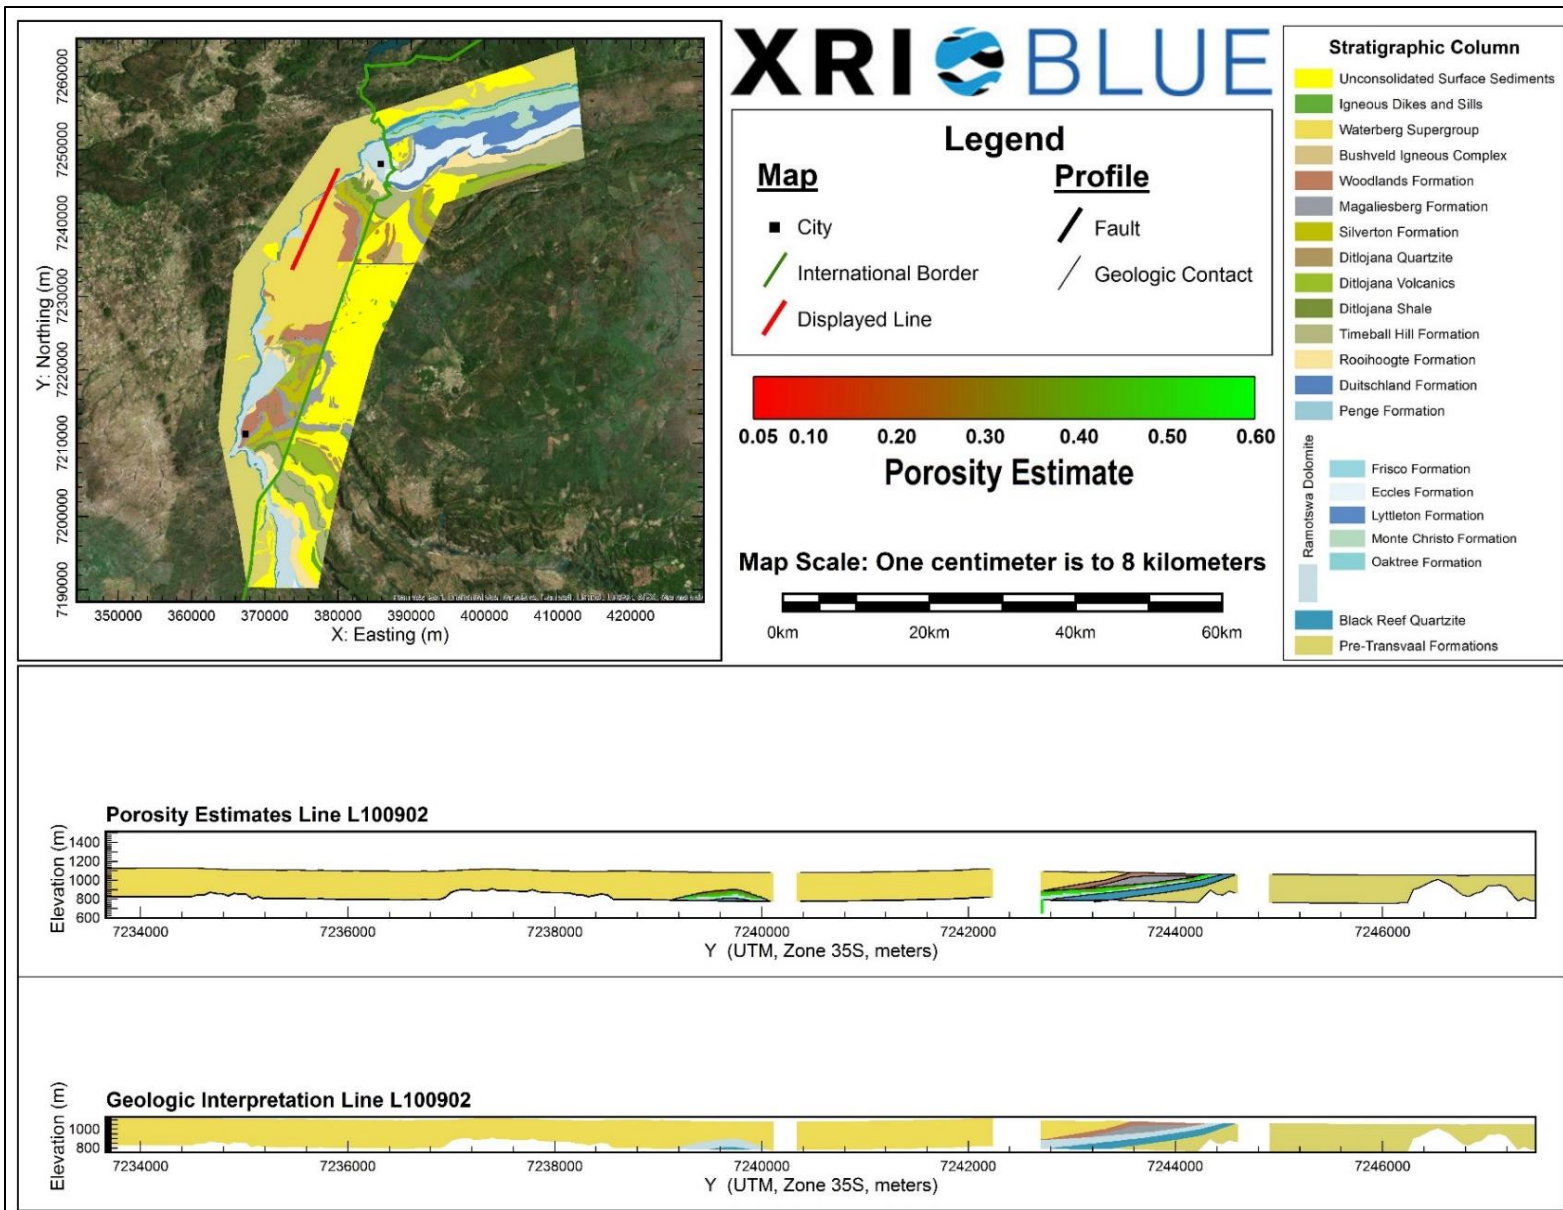 XRI BLUE
Y: Northing (m)
7260000
7250000
7240000
7230000
7220000
7210000
7200000
7190000
350000 360000 370000 380000 390000 400000 410000 420000
X: Easting (m)
Legend
Map
City
International Border
Displayed Line
Profile
Fault
Geologic Contact
0.05 0.10 0.20 0.30 0.40 0.50 0.60
Porosity Estimate
Map Scale: One centimeter is to 8 kilometers
0km 20km 40km 60km
Stratigraphic Column
Unconsolidated Surface Sediments
Igneous Dikes and Sills
Waterberg Supergroup
Bushveld Igneous Complex
Woodlands Formation
Magaliesberg Formation
Silverton Formation
Ditlojana Quartzite
Ditlojana Volcanics
Ditlojana Shale
Timeball Hill Formation
Rooihoogte Formation
Duitschland Formation
Penge Formation
Ramotswa Dolomite
Frisco Formation
Eccles Formation
Lyttleton Formation
Monte Christo Formation
Oaktree Formation
Black Reef Quartzite
Pre-Transvaal Formations
Porosity Estimates Line L100902
Elevation (m)
1400
1200
1000
800
600
7234000 7236000 7238000 7240000 7242000 7244000 7246000
Y (UTM, Zone 35S, meters)
Geologic Interpretation Line L100902
Elevation (m)
1000
800
7234000 7236000 7238000 7240000 7242000 7244000 7246000
Y (UTM, Zone 35S, meters)